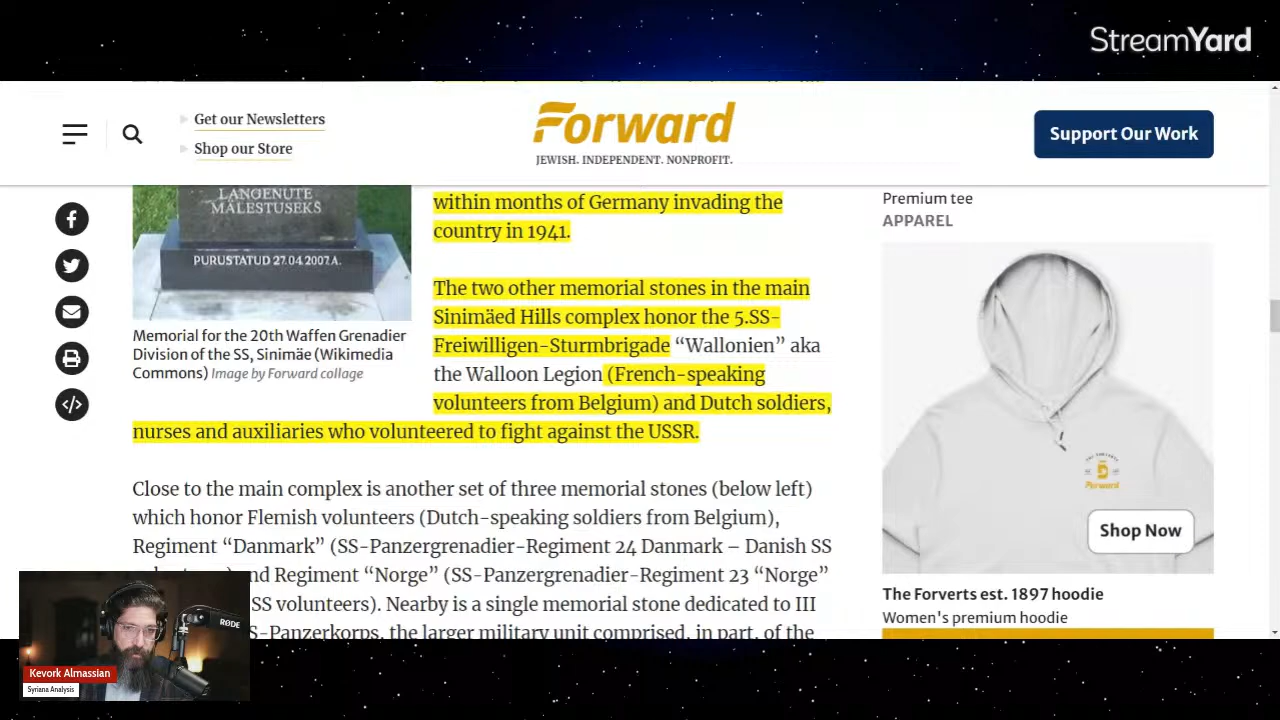 StreamYard
Get our Newsletters
Shop our Store
Forward
JEWISH. INDEPENDENT. NONPROFIT.
Support Our Work
LANGENUTE
MÄLESTUSEKS
PURUSTATUD 27.04.2007.A.
Memorial for the 20th Waffen Grenadier
Division of the SS, Sinimäe (Wikimedia
Commons) Image by Forward collage
within months of Germany invading the
country in 1941.
The two other memorial stones in the main
Sinimäed Hills complex honor the 5.SS-
Freiwilligen-Sturmbrigade “Wallonien” aka
the Walloon Legion (French-speaking
volunteers from Belgium) and Dutch soldiers,
nurses and auxiliaries who volunteered to fight against the USSR.
Close to the main complex is another set of three memorial stones (below left)
which honor Flemish volunteers (Dutch-speaking soldiers from Belgium),
Regiment “Danmark” (SS-Panzergrenadier-Regiment 24 Danmark – Danish SS
nd Regiment “Norge” (SS-Panzergrenadier-Regiment 23 “Norge”
SS volunteers). Nearby is a single memorial stone dedicated to III
S-Panzerkorps, the larger military unit comprised, in part, of the
Premium tee
APPAREL
Forward
Shop Now
The Forverts est. 1897 hoodie
Women's premium hoodie
RØDE
Kevork Almassian
Syriana Analysis